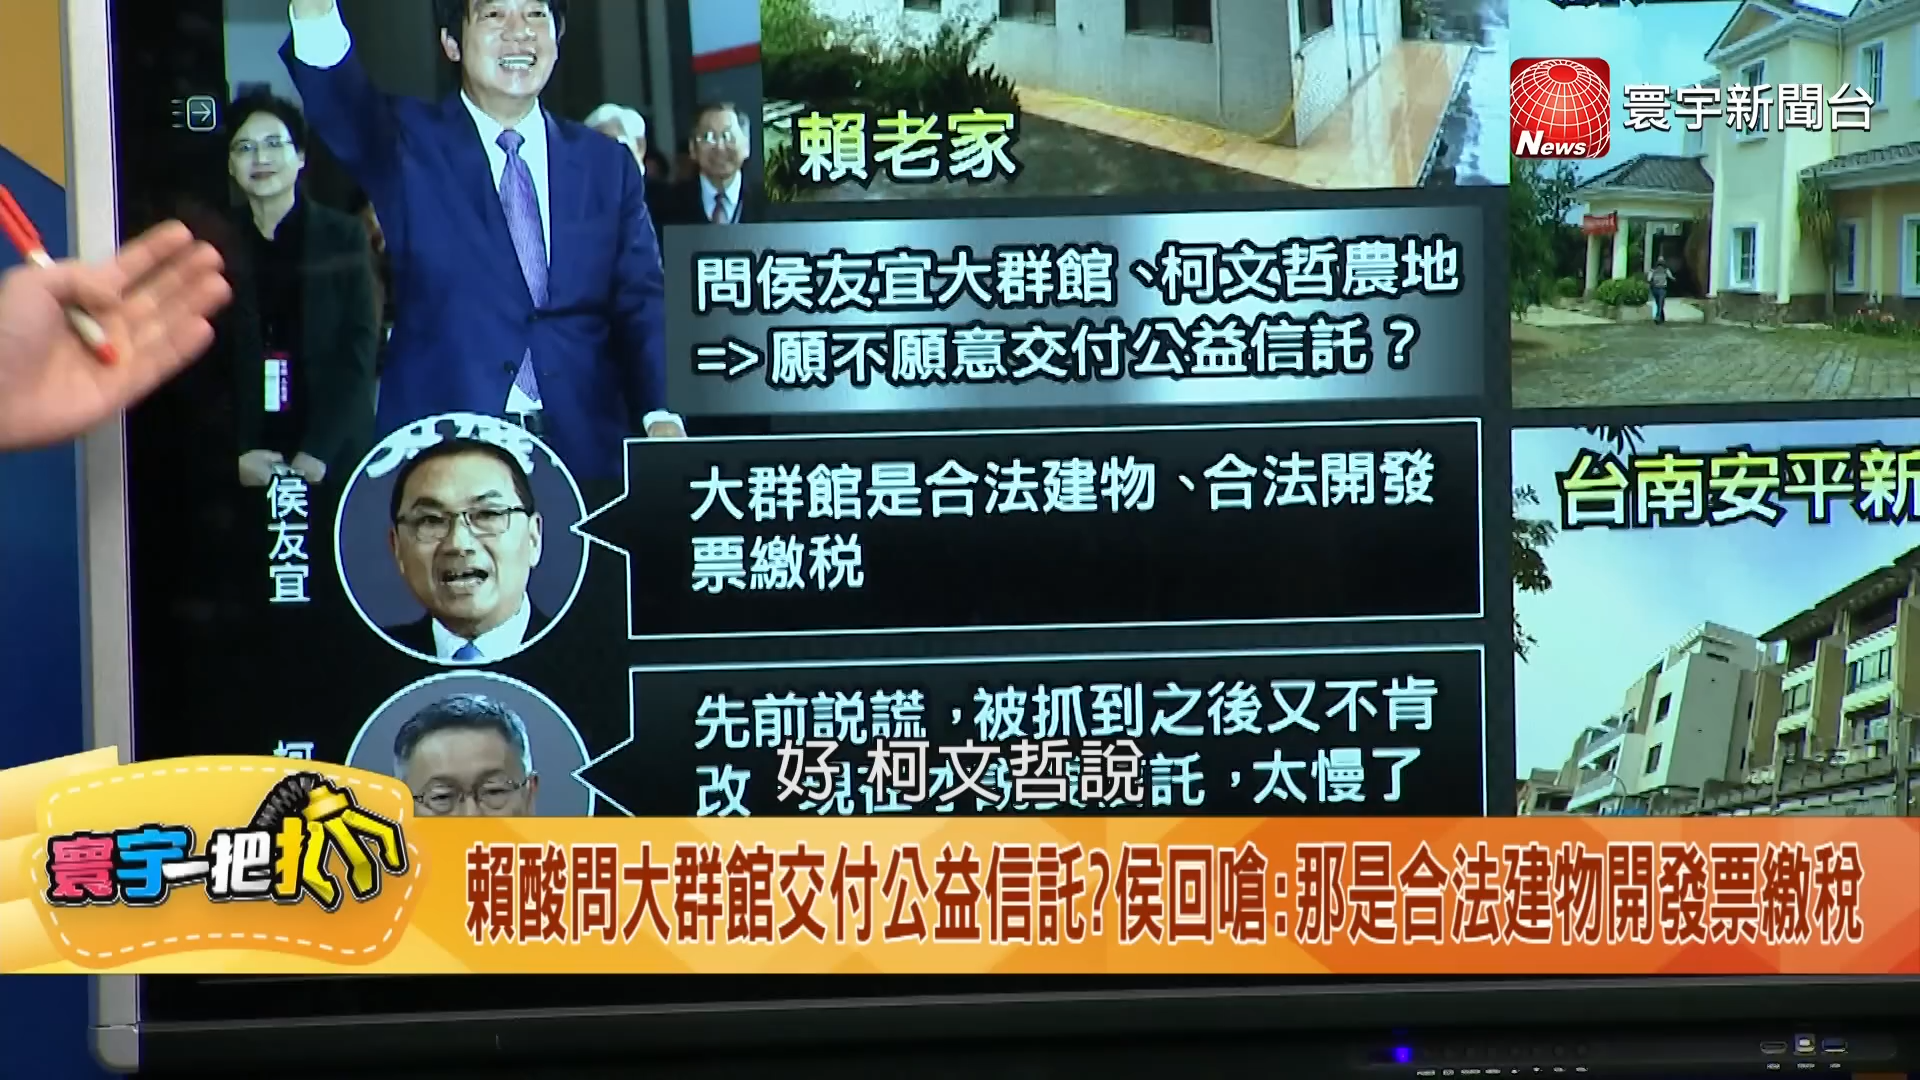 寰宇新聞台
News
賴老家
問侯友宜大群館、柯文哲農地
=>願不願意交付公益信託？
侯友宜
大群館是合法建物、合法開發
票繳稅
台南安平新
先前説謊，被抓到之後又不肯
改
託，太慢了
柯
好 柯文哲說
寰宇一把抓
賴酸問大群館交付公益信託?侯回嗆:那是合法建物開發票繳稅